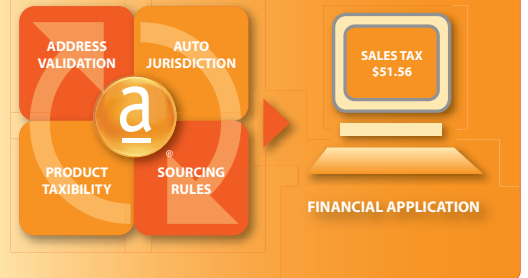 ADDRESS
VALIDATION
AUTO
JURISDICTION
a
®
PRODUCT
TAXIBILITY
SOURCING
RULES
SALES TAX
$51.56
FINANCIAL APPLICATION